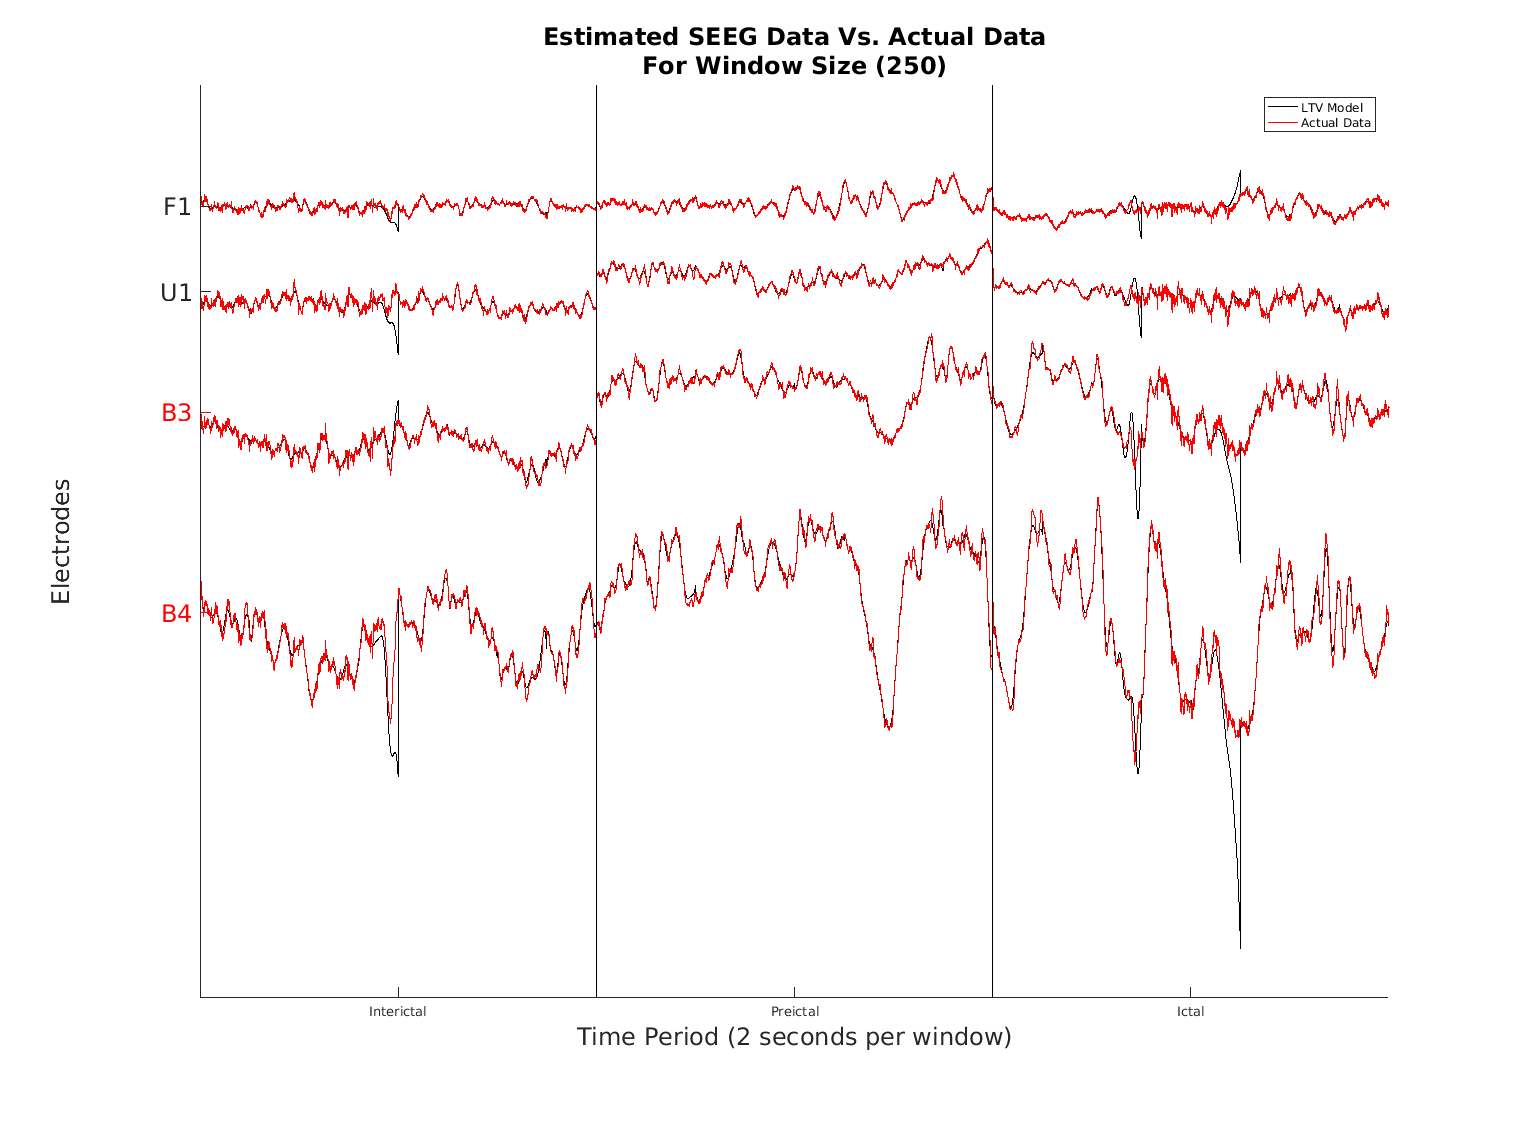 Estimated SEEG Data Vs. Actual Data
For Window Size (250)
LTV Model
Actual Data
F1
U1
B3
B4
Electrodes
Interictal
Preictal
Ictal
Time Period (2 seconds per window)